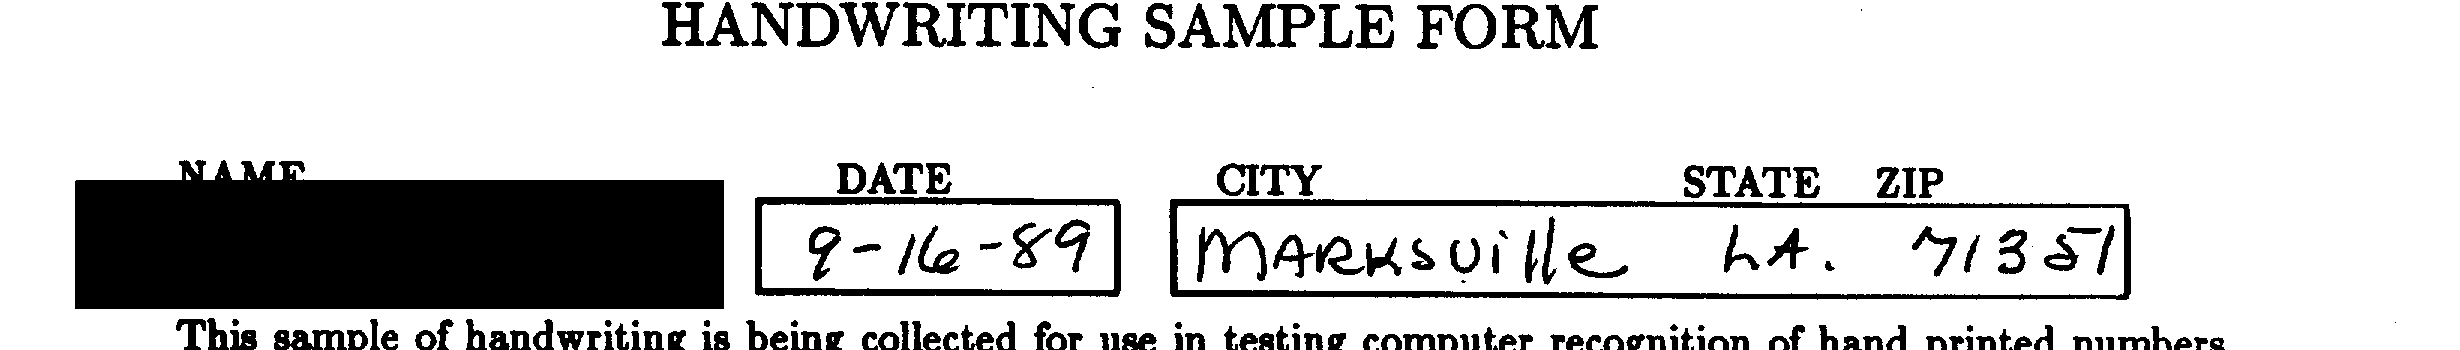 HANDWRITING SAMPLE FORM
NAME DATE CITY STATE ZIP
9-16-89 MARKSville LA. 71351
This sample of handwriting is being collected for use in testing computer recognition of hand printed numbers